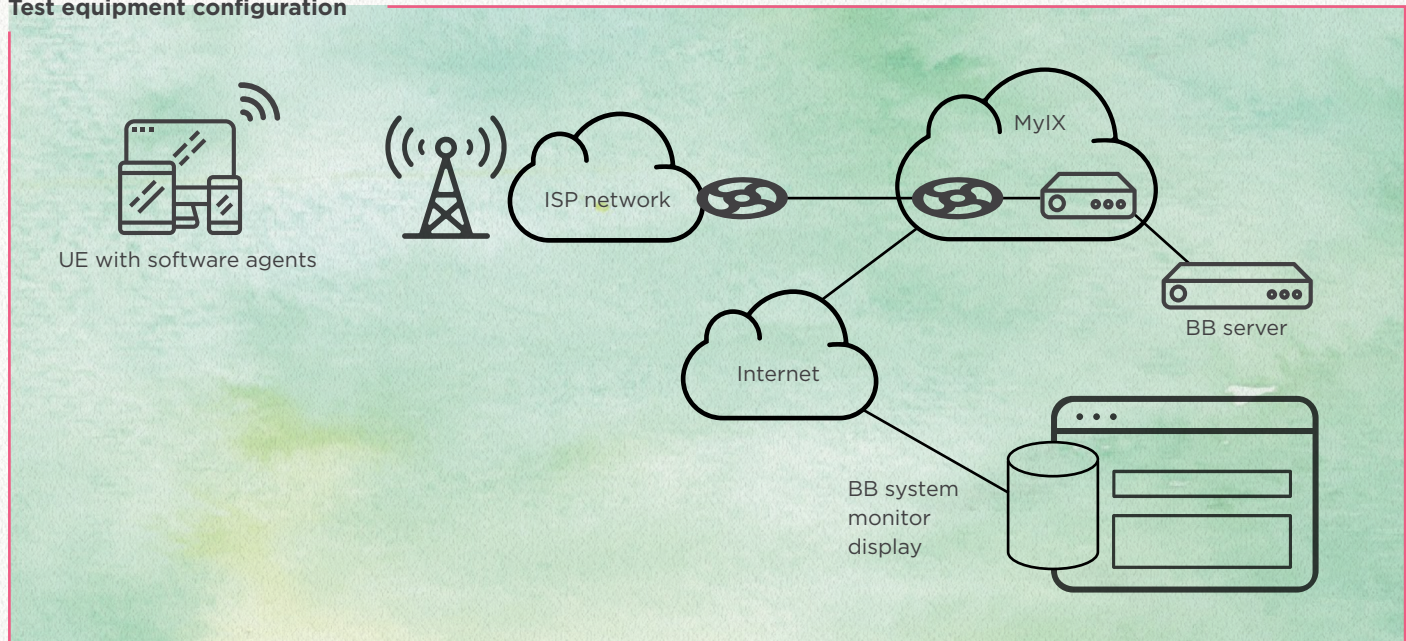 Test equipment configuration
MyIX
ISP network
UE with software agents
BB server
Internet
BB system
monitor
display